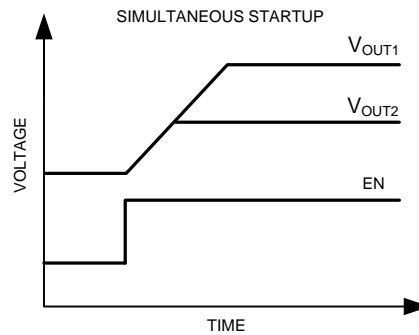 SIMULTANEOUS STARTUP
VOUT1
VOUT2
VOLTAGE
EN
TIME